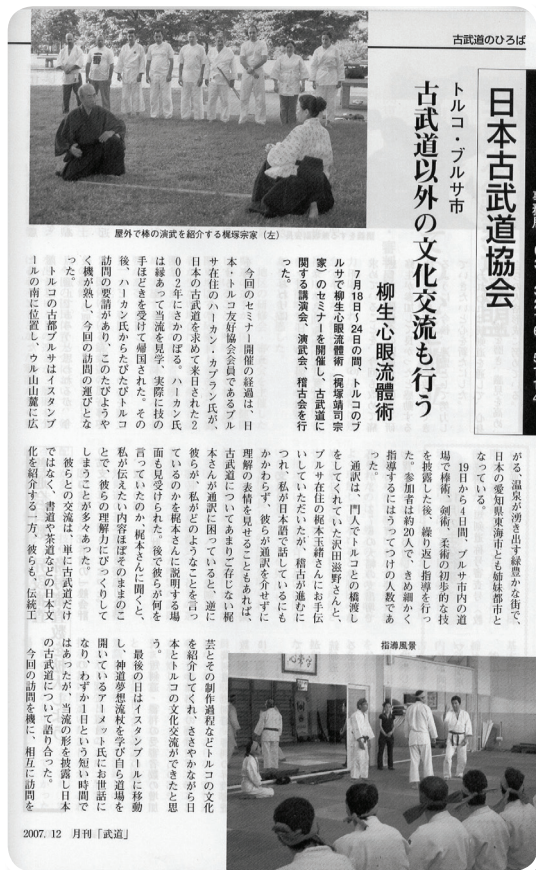 古武道のひろば
日本古武道協会
トルコ・ブルサ市
古武道以外の文化交流も行う
屋外で棒の演武を紹介する梶塚宗家（左）
柳生心眼流體術
７月18日～24日の間、トルコのブ
ルサで柳生心眼流體術（梶塚靖司宗
家）のセミナーを開催し、古武道に
関する講演会、演武会、稽古会を行
った。
今回のセミナー開催の経過は、日
本・トルコ友好協会会員であるブル
サ在住のハーカン・カプラン氏が、
日本の古武道を求めて来日された2
002年にさかのぼる。ハーカン氏
は縁あって当流を見学、実際に技の
手ほどきを受けて帰国された。その
後、ハーカン氏からたびたびトルコ
訪問の要請があり、このたびようや
く機が熟し、今回の訪問の運びとな
った。
トルコの古都ブルサはイスタンブ
ールの南に位置し、ウル山山麓に広
がる、温泉が湧き出す緑豊かな街で、
日本の愛知県東海市とも姉妹都市と
なっている。
19日から４日間、ブルサ市内の道
場で棒術、剣術、柔術の初歩的な技
を披露した後、繰り返し指導を行っ
た。参加者は約20人で、きめ細かく
指導するにはうってつけの人数であ
った。
通訳は、門人でトルコとの橋渡し
をしてくれていた沢田滋野さんと、
ブルサ在住の梶本玉緒さんにお手伝
いしていただいたが、稽古が進むに
つれ、私が日本語で話しているにも
かかわらず、彼らが通訳を介せずに
理解の表情を見せることもあれば、
古武道についてあまりご存じない梶
本さんが通訳に困っていると、逆に
彼らが、私がどのようなことを言っ
ているのかを梶本さんに説明する場
面も見受けられた。後で彼らが何を
言っていたのか、梶本さんに聞くと、
私が伝えたい内容ほぼそのままのこ
とで、彼らの理解力にびっくりして
しまうことが多々あった。
彼らとの交流は、単に古武道だけ
ではなく、書道や茶道などの日本文
化を紹介する一方、彼らも、伝統工
指導風景
芸とその制作過程などトルコの文化
を紹介してくれ、ささやかながら日
本とトルコの文化交流ができたと思
う。
最後の日はイスタンブールに移動
し、神道夢想流杖を学び自ら道場を
開いているアーメット氏にお世話に
なり、わずか１日という短い時間で
はあったが、当流の形を披露し日本
の古武道について語り合った。
今回の訪問を機に、相互に訪問を
2007. 12 月刊「武道」